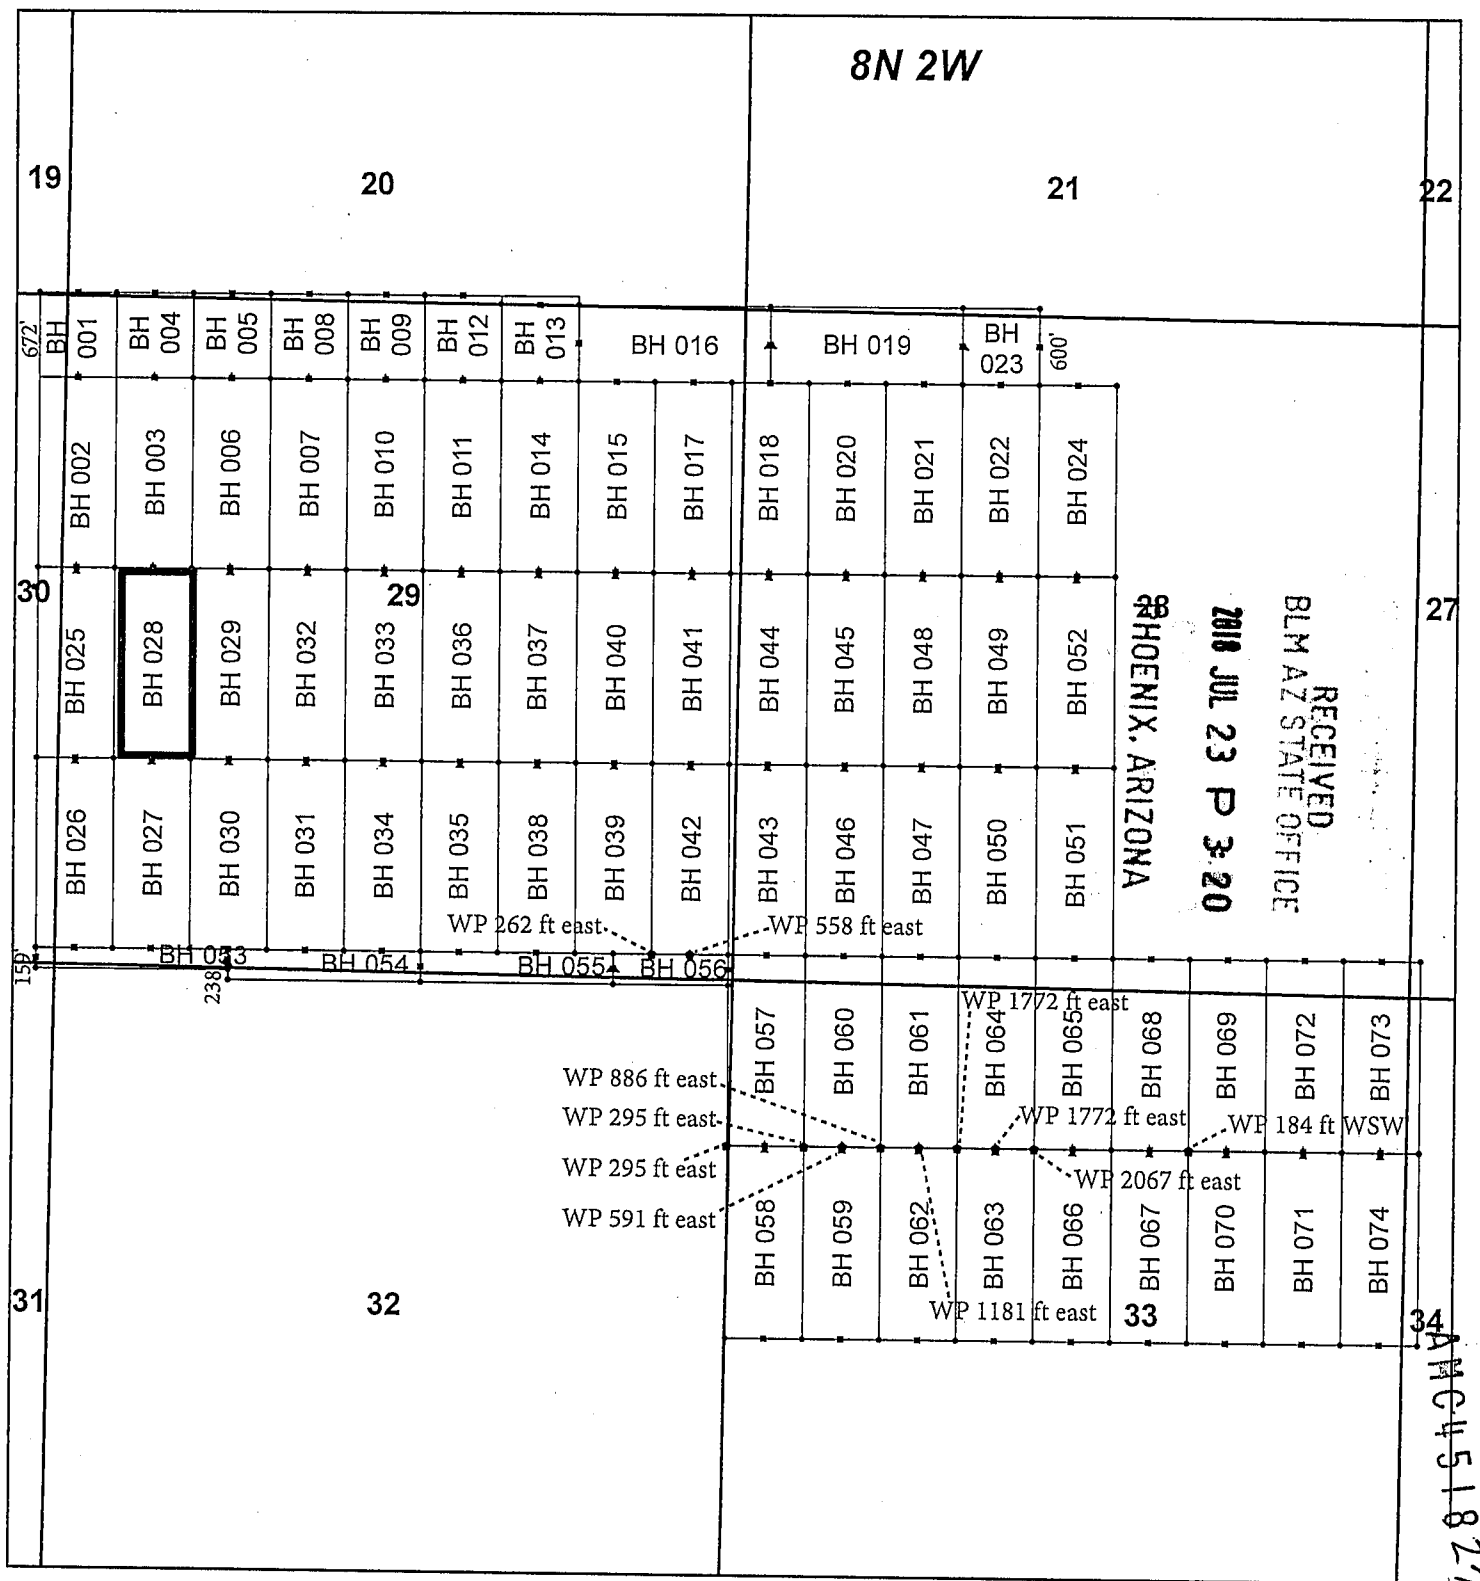 8N 2W
19
20
21
22
672'
BH 001
BH 004
BH 005
BH 008
BH 009
BH 012
BH 013
BH 016
BH 019
BH 023
600'
BH 002
BH 003
BH 006
BH 007
BH 010
BH 011
BH 014
BH 015
BH 017
BH 018
BH 020
BH 021
BH 022
BH 024
30
29
28
27
BH 025
BH 028
BH 029
BH 032
BH 033
BH 036
BH 037
BH 040
BH 041
BH 044
BH 045
BH 048
BH 049
BH 052
RECEIVED
BLM AZ STATE OFFICE
2018 JUL 23 P 3:20
PHOENIX, ARIZONA
BH 026
BH 027
BH 030
BH 031
BH 034
BH 035
BH 038
BH 039
BH 042
BH 043
BH 046
BH 047
BH 050
BH 051
WP 262 ft east
WP 558 ft east
159'
BH 053
BH 054
BH 055
BH 056
238'
WP 1772 ft east
BH 057
BH 060
BH 061
BH 064
BH 065
BH 068
BH 069
BH 072
BH 073
WP 886 ft east
WP 295 ft east
WP 1772 ft east
WP 184 ft WSW
WP 295 ft east
WP 2067 ft east
WP 591 ft east
BH 058
BH 059
BH 062
BH 063
BH 066
BH 067
BH 070
BH 071
BH 074
WP 1181 ft east
31
32
33
34